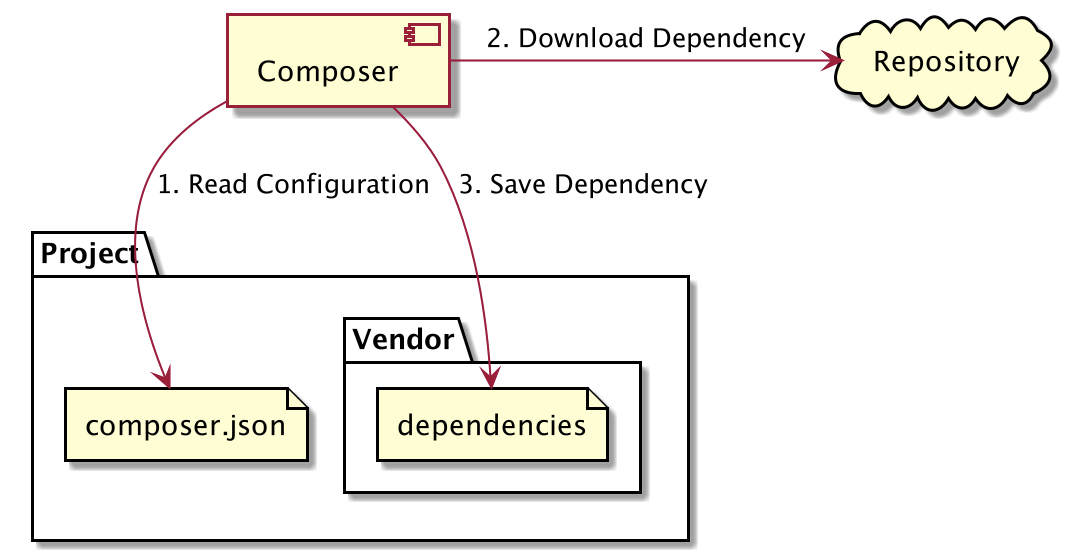 2. Download Dependency
Composer
Repository
1. Read Configuration
3. Save Dependency
Project
Vendor
composer.json
dependencies